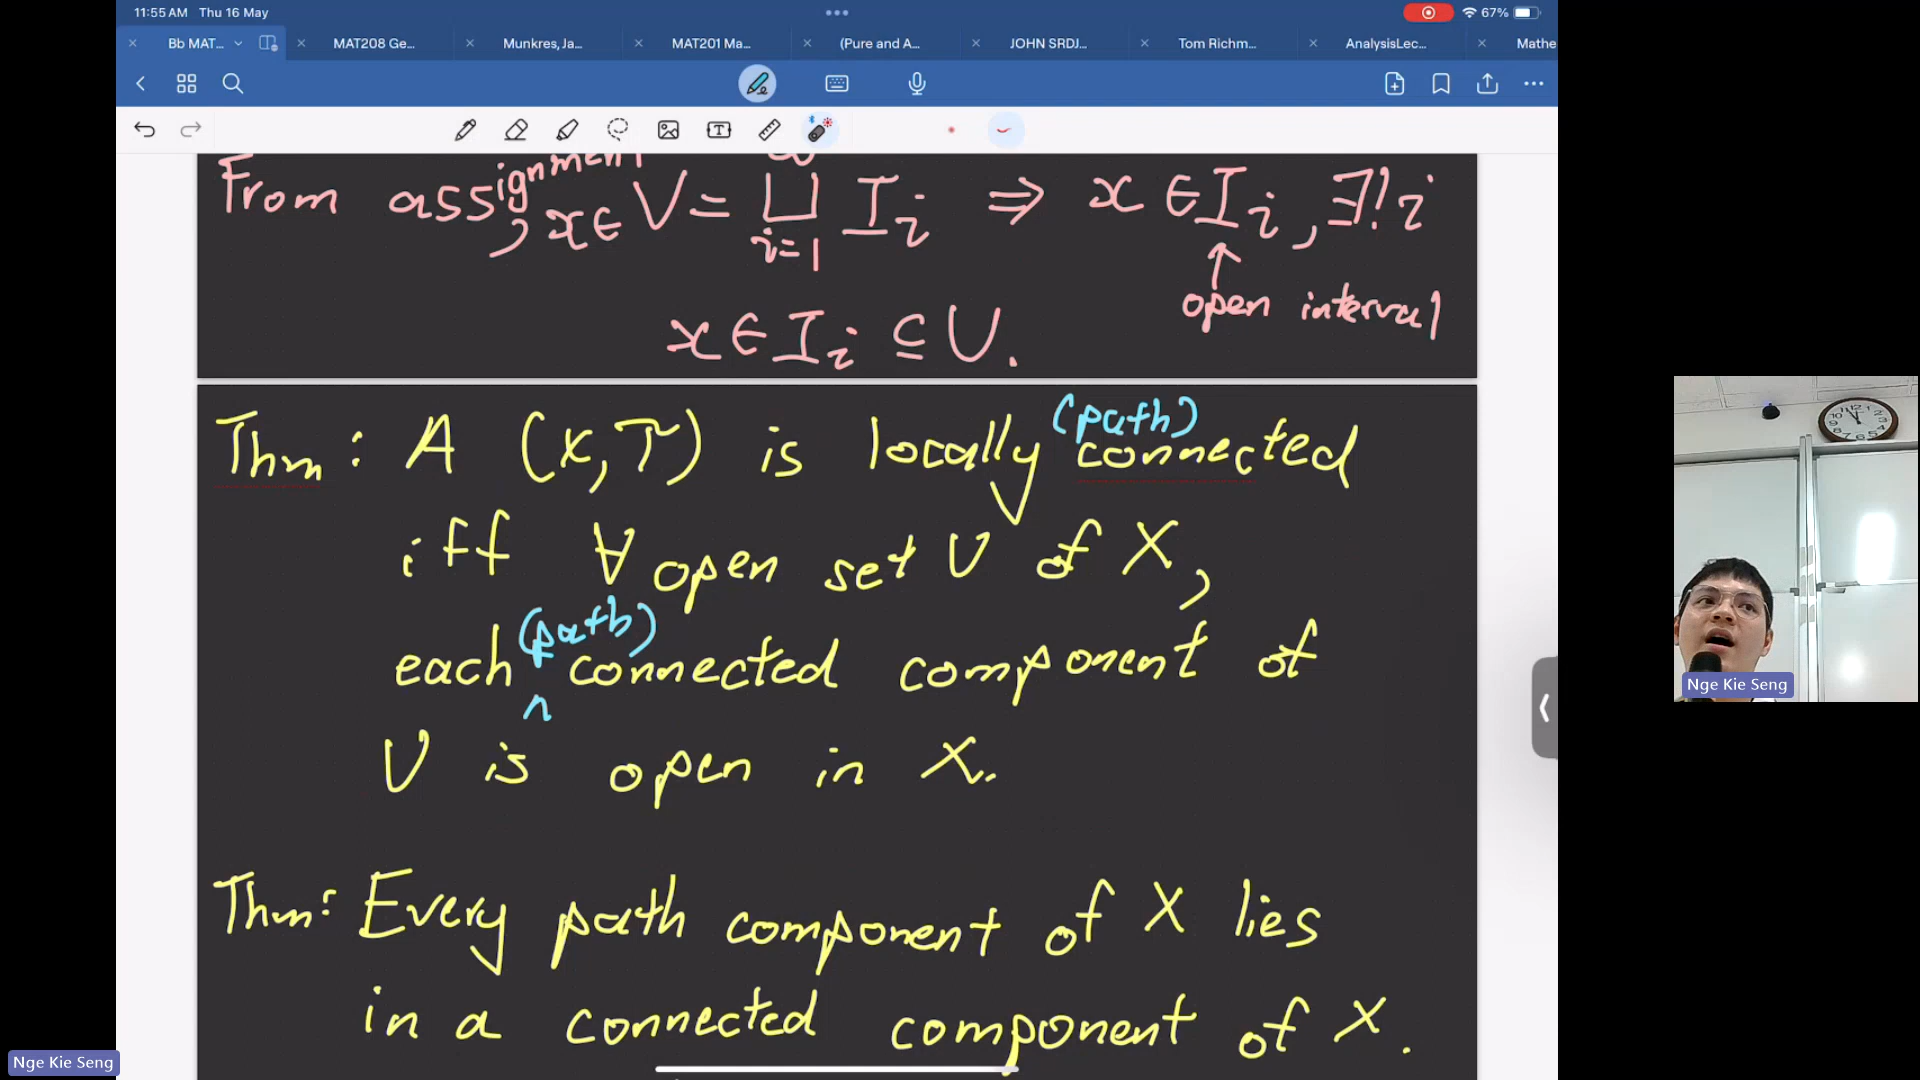 11:55 AM Thu 16 May
67%
Bb MAT...
MAT208 Ge...
Munkres, Ja...
MAT201 Ma...
(Pure and A...
JOHN SRDJ...
Tom Richm...
AnalysisLec...
Mathe
From assignment, x ∈ V = ⨆_{i=1}^∞ I_i ⇒ x ∈ I_i, ∃! i
↑
open interval
x ∈ I_i ⊆ U.
Thm: A (X, T) is locally (path) connected
iff ∀ open set U of X,
each (path) connected component of
U is open in X.
Thm: Every path component of X lies
in a connected component of X.
Nge Kie Seng
Nge Kie Seng